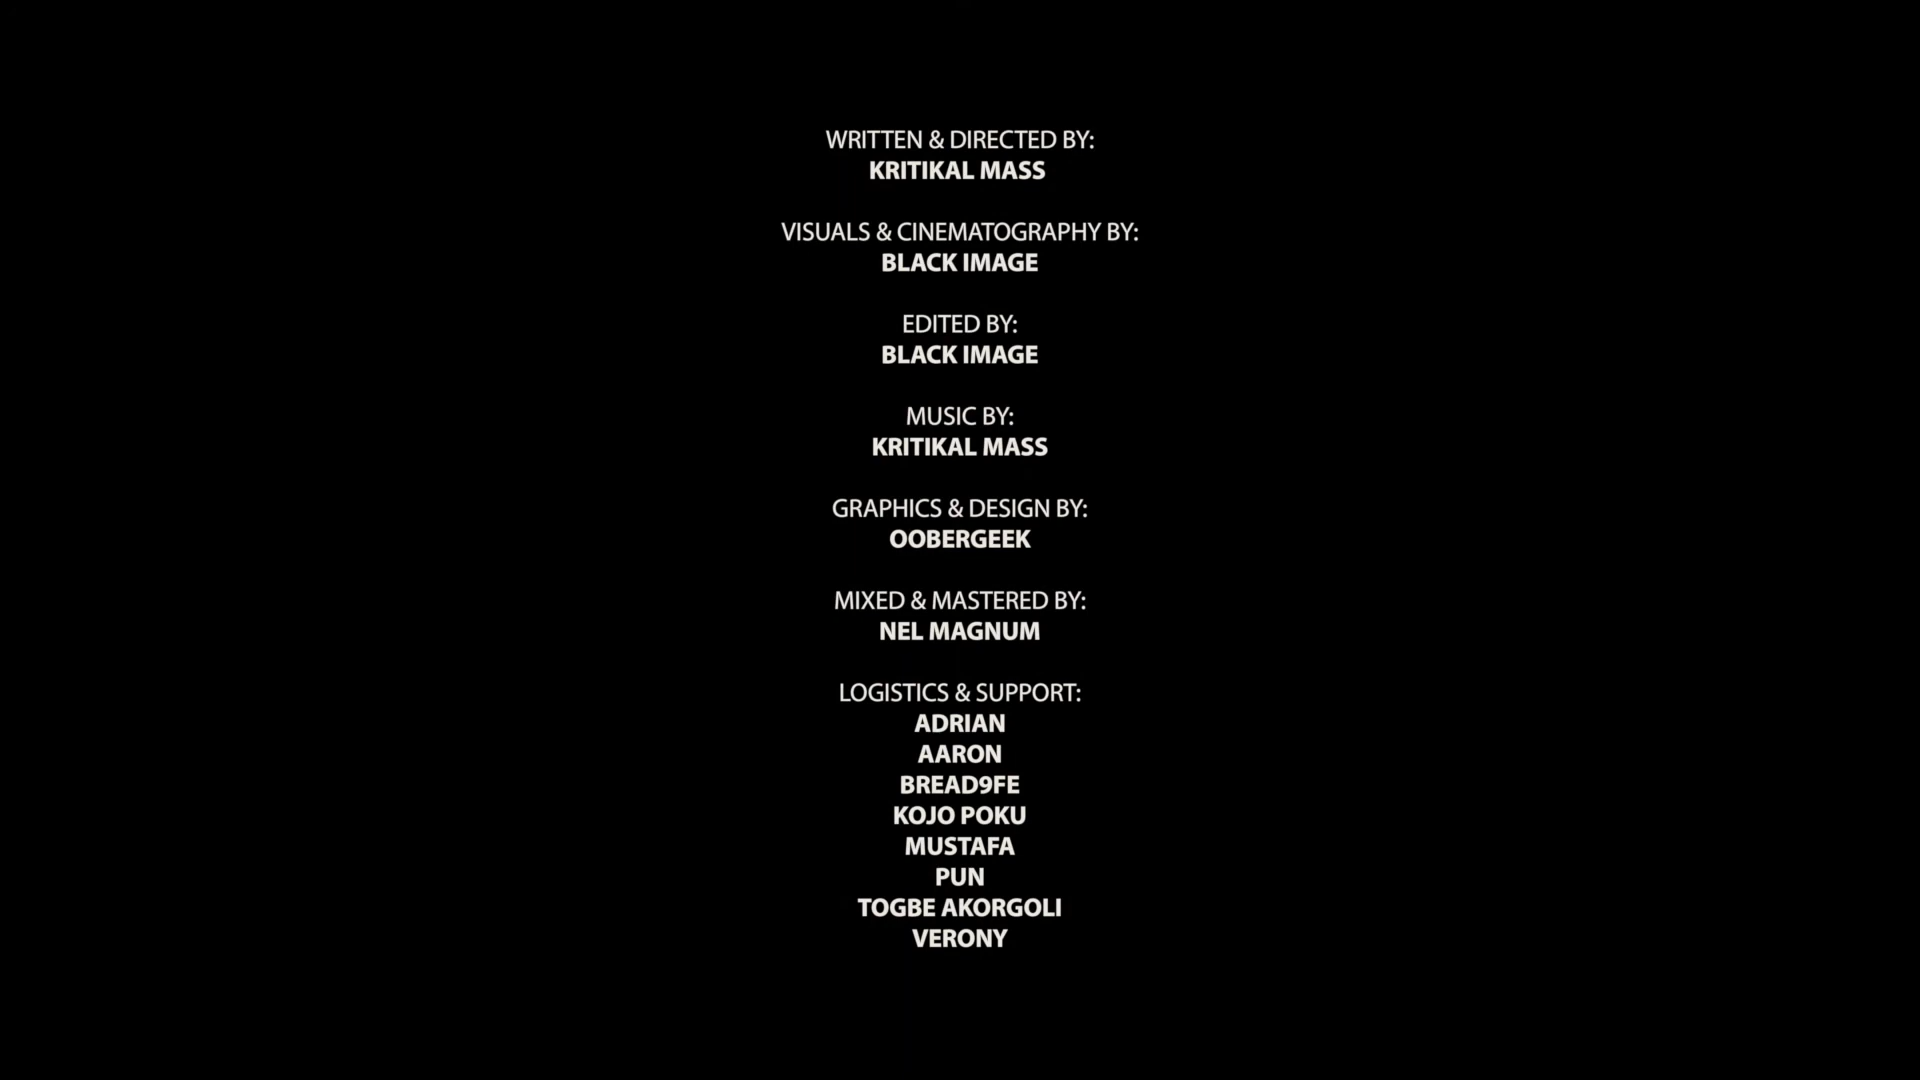 WRITTEN & DIRECTED BY:
KRITIKAL MASS
VISUALS & CINEMATOGRAPHY BY:
BLACK IMAGE
EDITED BY:
BLACK IMAGE
MUSIC BY:
KRITIKAL MASS
GRAPHICS & DESIGN BY:
OOBERGEEK
MIXED & MASTERED BY:
NEL MAGNUM
LOGISTICS & SUPPORT:
ADRIAN
AARON
BREAD9FE
KOJO POKU
MUSTAFA
PUN
TOGBE AKORGOLI
VERONY